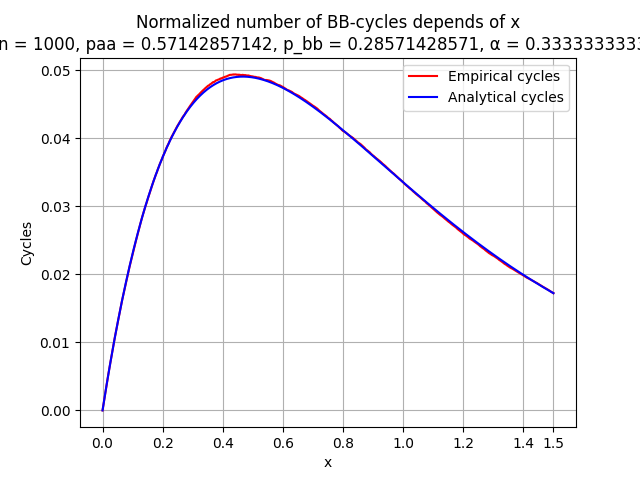 Normalized number of BB-cycles depends of x
n = 1000, paa = 0.57142857142, p_bb = 0.28571428571, α = 0.3333333333
Empirical cycles
Analytical cycles
0.05
0.04
0.03
0.02
0.01
0.00
Cycles
0.0 0.2 0.4 0.6 0.8 1.0 1.2 1.4 1.5
x